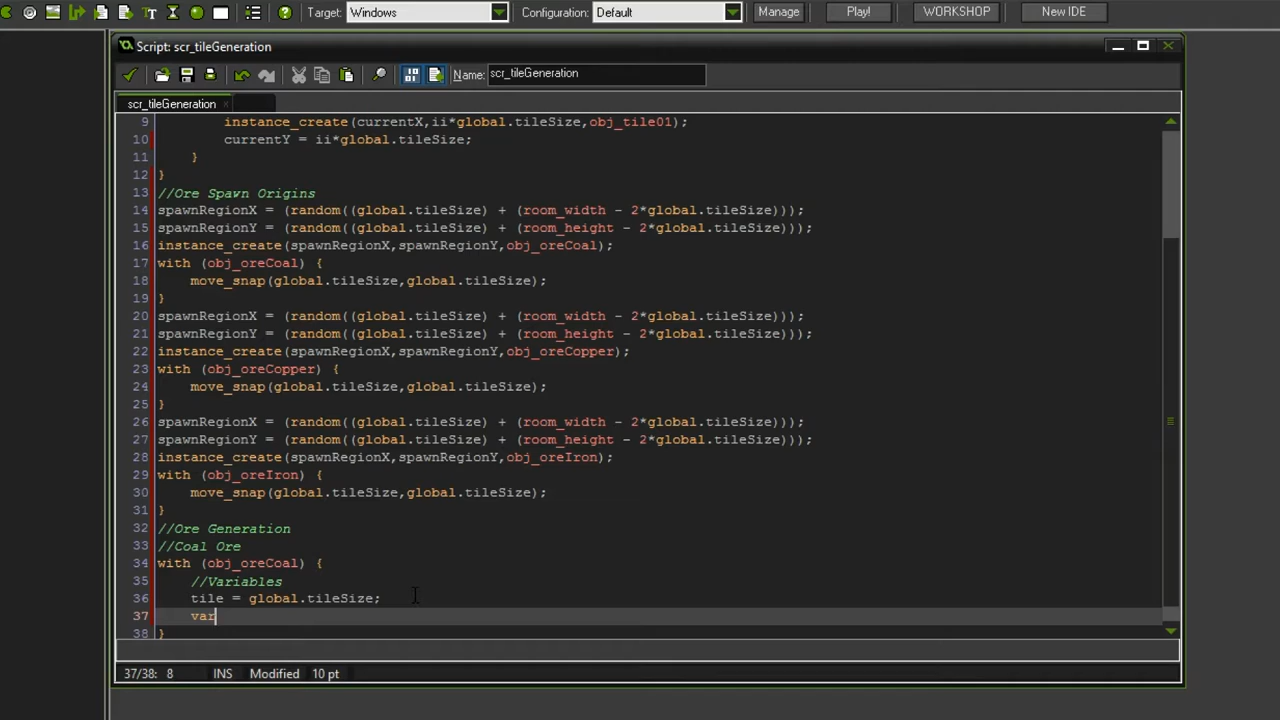 Target: Windows Configuration: Default Manage Play! WORKSHOP New IDE
Script: scr_tileGeneration
Name: scr_tileGeneration
scr_tileGeneration
9 instance_create(currentX,ii*global.tileSize,obj_tile01);
10 currentY = ii*global.tileSize;
11 }
12 }
13 //Ore Spawn Origins
14 spawnRegionX = (random((global.tileSize) + (room_width - 2*global.tileSize)));
15 spawnRegionY = (random((global.tileSize) + (room_height - 2*global.tileSize)));
16 instance_create(spawnRegionX,spawnRegionY,obj_oreCoal);
17 with (obj_oreCoal) {
18 move_snap(global.tileSize,global.tileSize);
19 }
20 spawnRegionX = (random((global.tileSize) + (room_width - 2*global.tileSize)));
21 spawnRegionY = (random((global.tileSize) + (room_height - 2*global.tileSize)));
22 instance_create(spawnRegionX,spawnRegionY,obj_oreCopper);
23 with (obj_oreCopper) {
24 move_snap(global.tileSize,global.tileSize);
25 }
26 spawnRegionX = (random((global.tileSize) + (room_width - 2*global.tileSize)));
27 spawnRegionY = (random((global.tileSize) + (room_height - 2*global.tileSize)));
28 instance_create(spawnRegionX,spawnRegionY,obj_oreIron);
29 with (obj_oreIron) {
30 move_snap(global.tileSize,global.tileSize);
31 }
32 //Ore Generation
33 //Coal Ore
34 with (obj_oreCoal) {
35 //Variables
36 tile = global.tileSize;
37 var
38 }
37/38: 8 INS Modified 10 pt